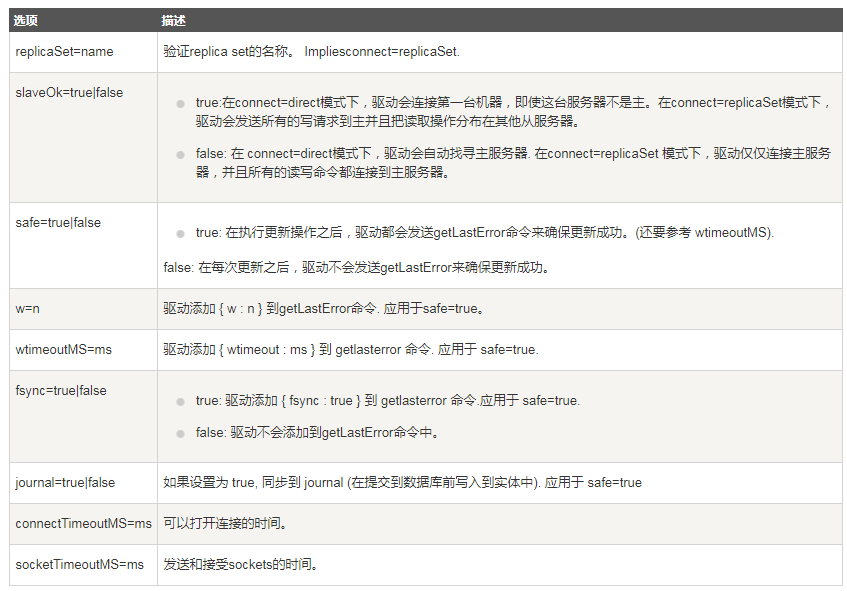 选项 描述
replicaSet=name 验证replica set的名称。 Impliesconnect=replicaSet.
slaveOk=true|false
true:在connect=direct模式下，驱动会连接第一台机器，即使这台服务器不是主。在connect=replicaSet模式下，
驱动会发送所有的写请求到主并且把读取操作分布在其他从服务器。
false: 在 connect=direct模式下，驱动会自动找寻主服务器. 在connect=replicaSet 模式下，驱动仅仅连接主服务
器，并且所有的读写命令都连接到主服务器。
safe=true|false
true: 在执行更新操作之后，驱动都会发送getLastError命令来确保更新成功。(还要参考 wtimeoutMS).
false: 在每次更新之后，驱动不会发送getLastError来确保更新成功。
w=n 驱动添加 { w : n } 到getLastError命令. 应用于safe=true。
wtimeoutMS=ms 驱动添加 { wtimeout : ms } 到 getlasterror 命令. 应用于 safe=true.
fsync=true|false
true: 驱动添加 { fsync : true } 到 getlasterror 命令.应用于 safe=true.
false: 驱动不会添加到getLastError命令中。
journal=true|false 如果设置为 true, 同步到 journal (在提交到数据库前写入到实体中). 应用于 safe=true
connectTimeoutMS=ms 可以打开连接的时间。
socketTimeoutMS=ms 发送和接受sockets的时间。